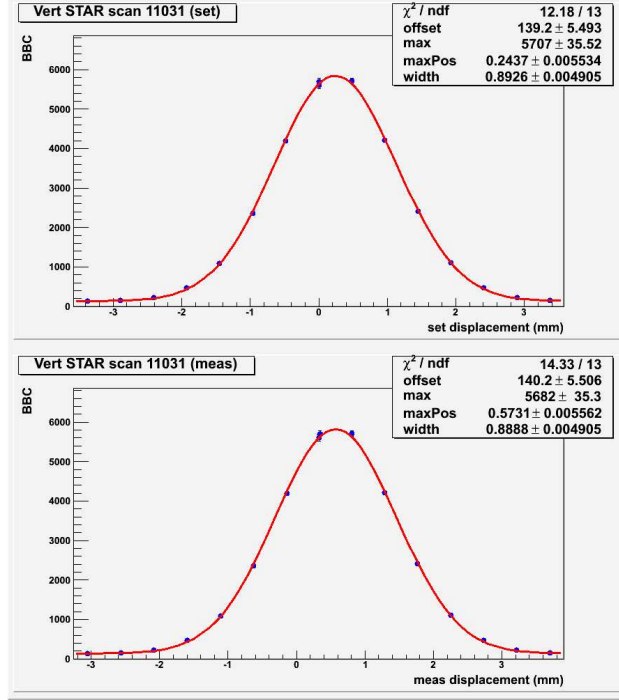 Vert STAR scan 11031 (set)
χ² / ndf 12.18 / 13
offset 139.2 ± 5.493
max 5707 ± 35.52
maxPos 0.2437 ± 0.005534
width 0.8926 ± 0.004905
BBC
6000
5000
4000
3000
2000
1000
0
-3 -2 -1 0 1 2 3
set displacement (mm)
Vert STAR scan 11031 (meas)
χ² / ndf 14.33 / 13
offset 140.2 ± 5.506
max 5682 ± 35.3
maxPos 0.5731 ± 0.005562
width 0.8888 ± 0.004905
BBC
6000
5000
4000
3000
2000
1000
0
-3 -2 -1 0 1 2 3
meas displacement (mm)